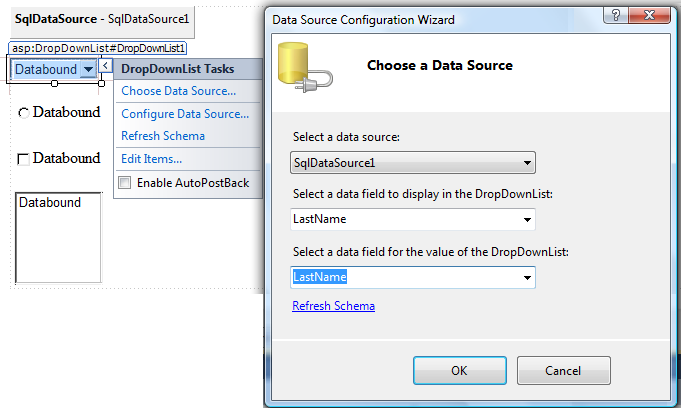 SqlDataSource - SqlDataSource1
asp:DropDownList#DropDownList1
Databound
DropDownList Tasks
Choose Data Source...
Configure Data Source...
Refresh Schema
Edit Items...
Enable AutoPostBack
Databound
Databound
Databound
Data Source Configuration Wizard
Choose a Data Source
Select a data source:
SqlDataSource1
Select a data field to display in the DropDownList:
LastName
Select a data field for the value of the DropDownList:
LastName
Refresh Schema
OK
Cancel